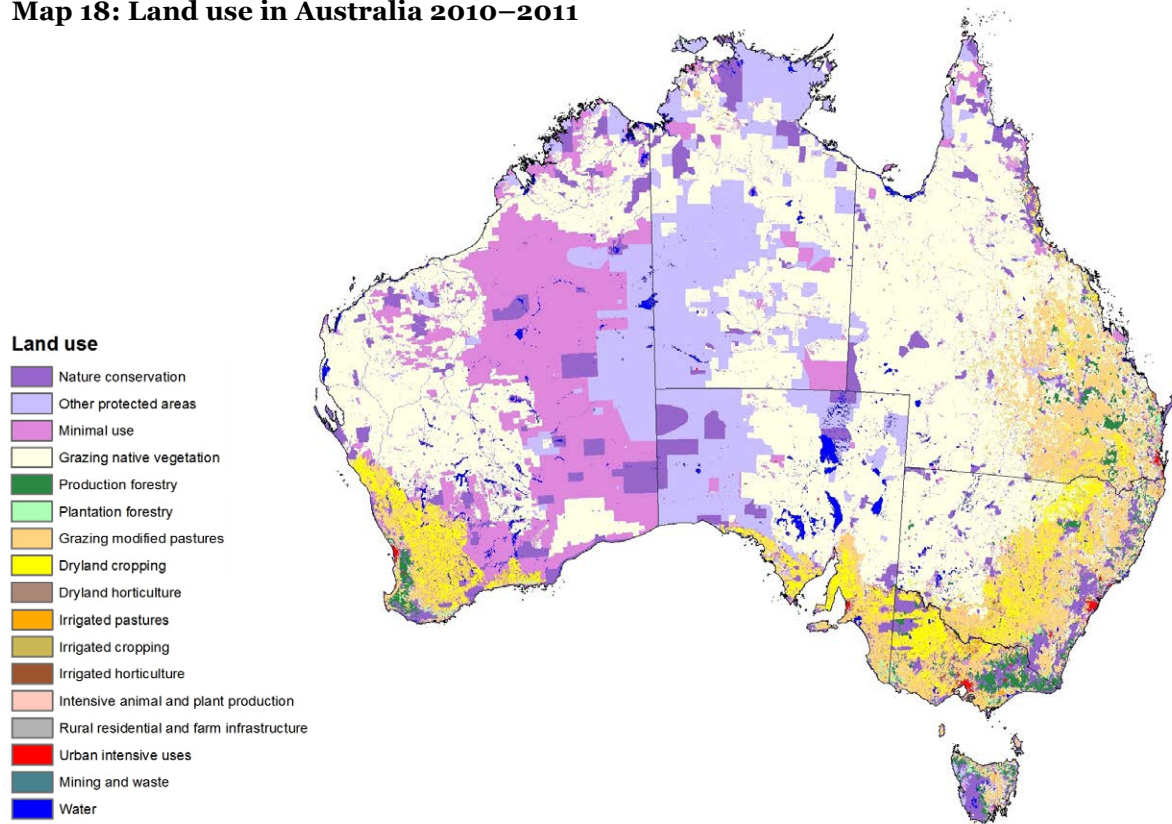 Map 18: Land use in Australia 2010–2011
Land use
Nature conservation
Other protected areas
Minimal use
Grazing native vegetation
Production forestry
Plantation forestry
Grazing modified pastures
Dryland cropping
Dryland horticulture
Irrigated pastures
Irrigated cropping
Irrigated horticulture
Intensive animal and plant production
Rural residential and farm infrastructure
Urban intensive uses
Mining and waste
Water